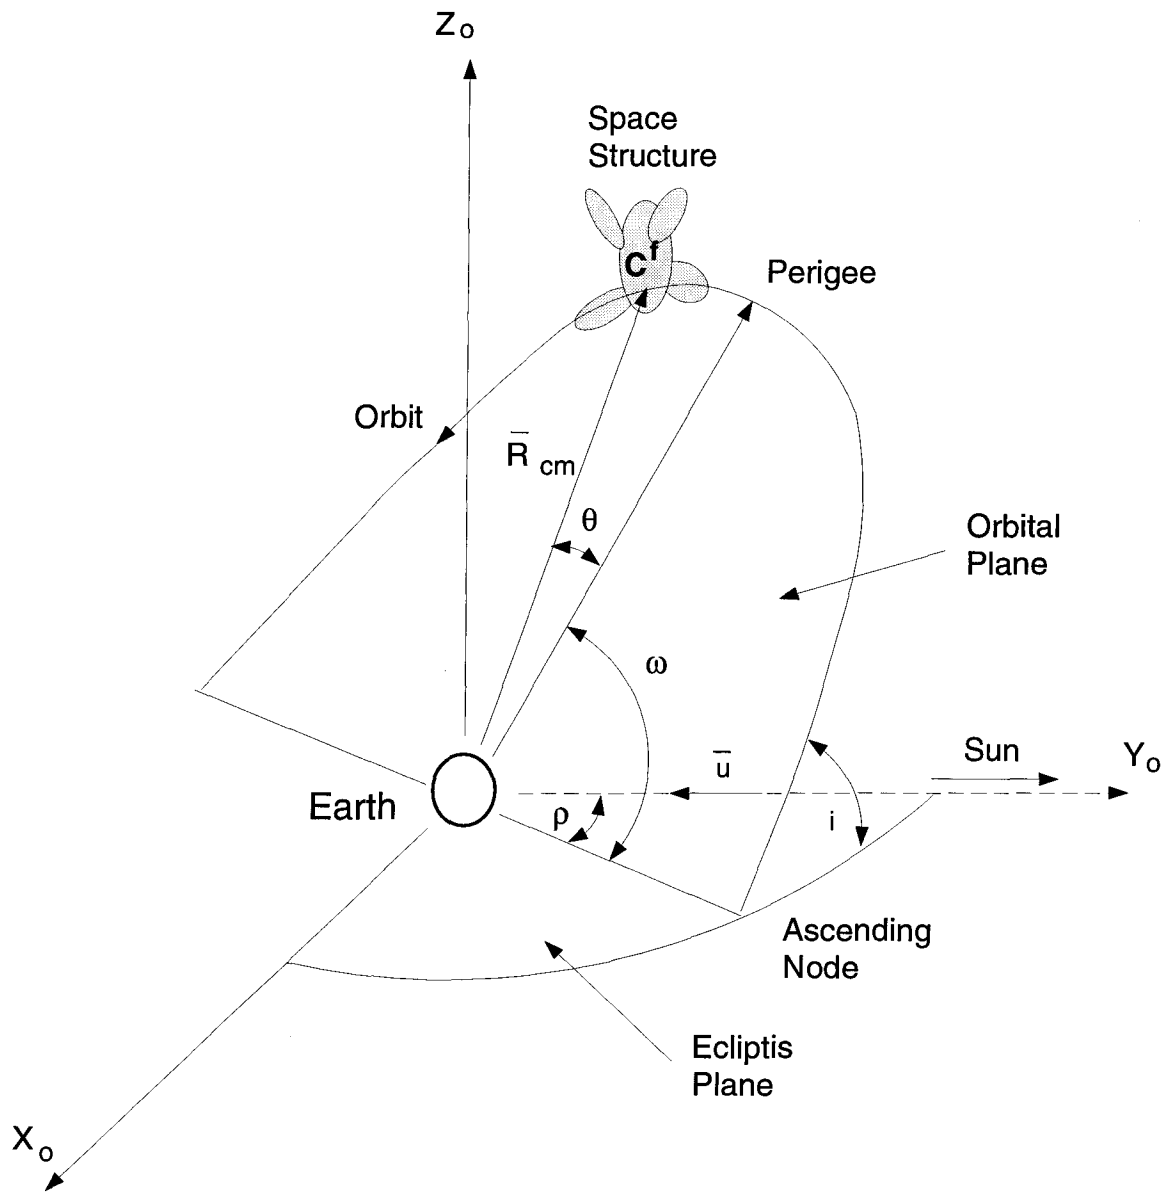 Z o
Space
Structure
C f
Perigee
Orbit
R̅ cm
θ
Orbital
Plane
ω
u̅
Sun
Y o
Earth
ρ
i
Ascending
Node
Ecliptis
Plane
X o